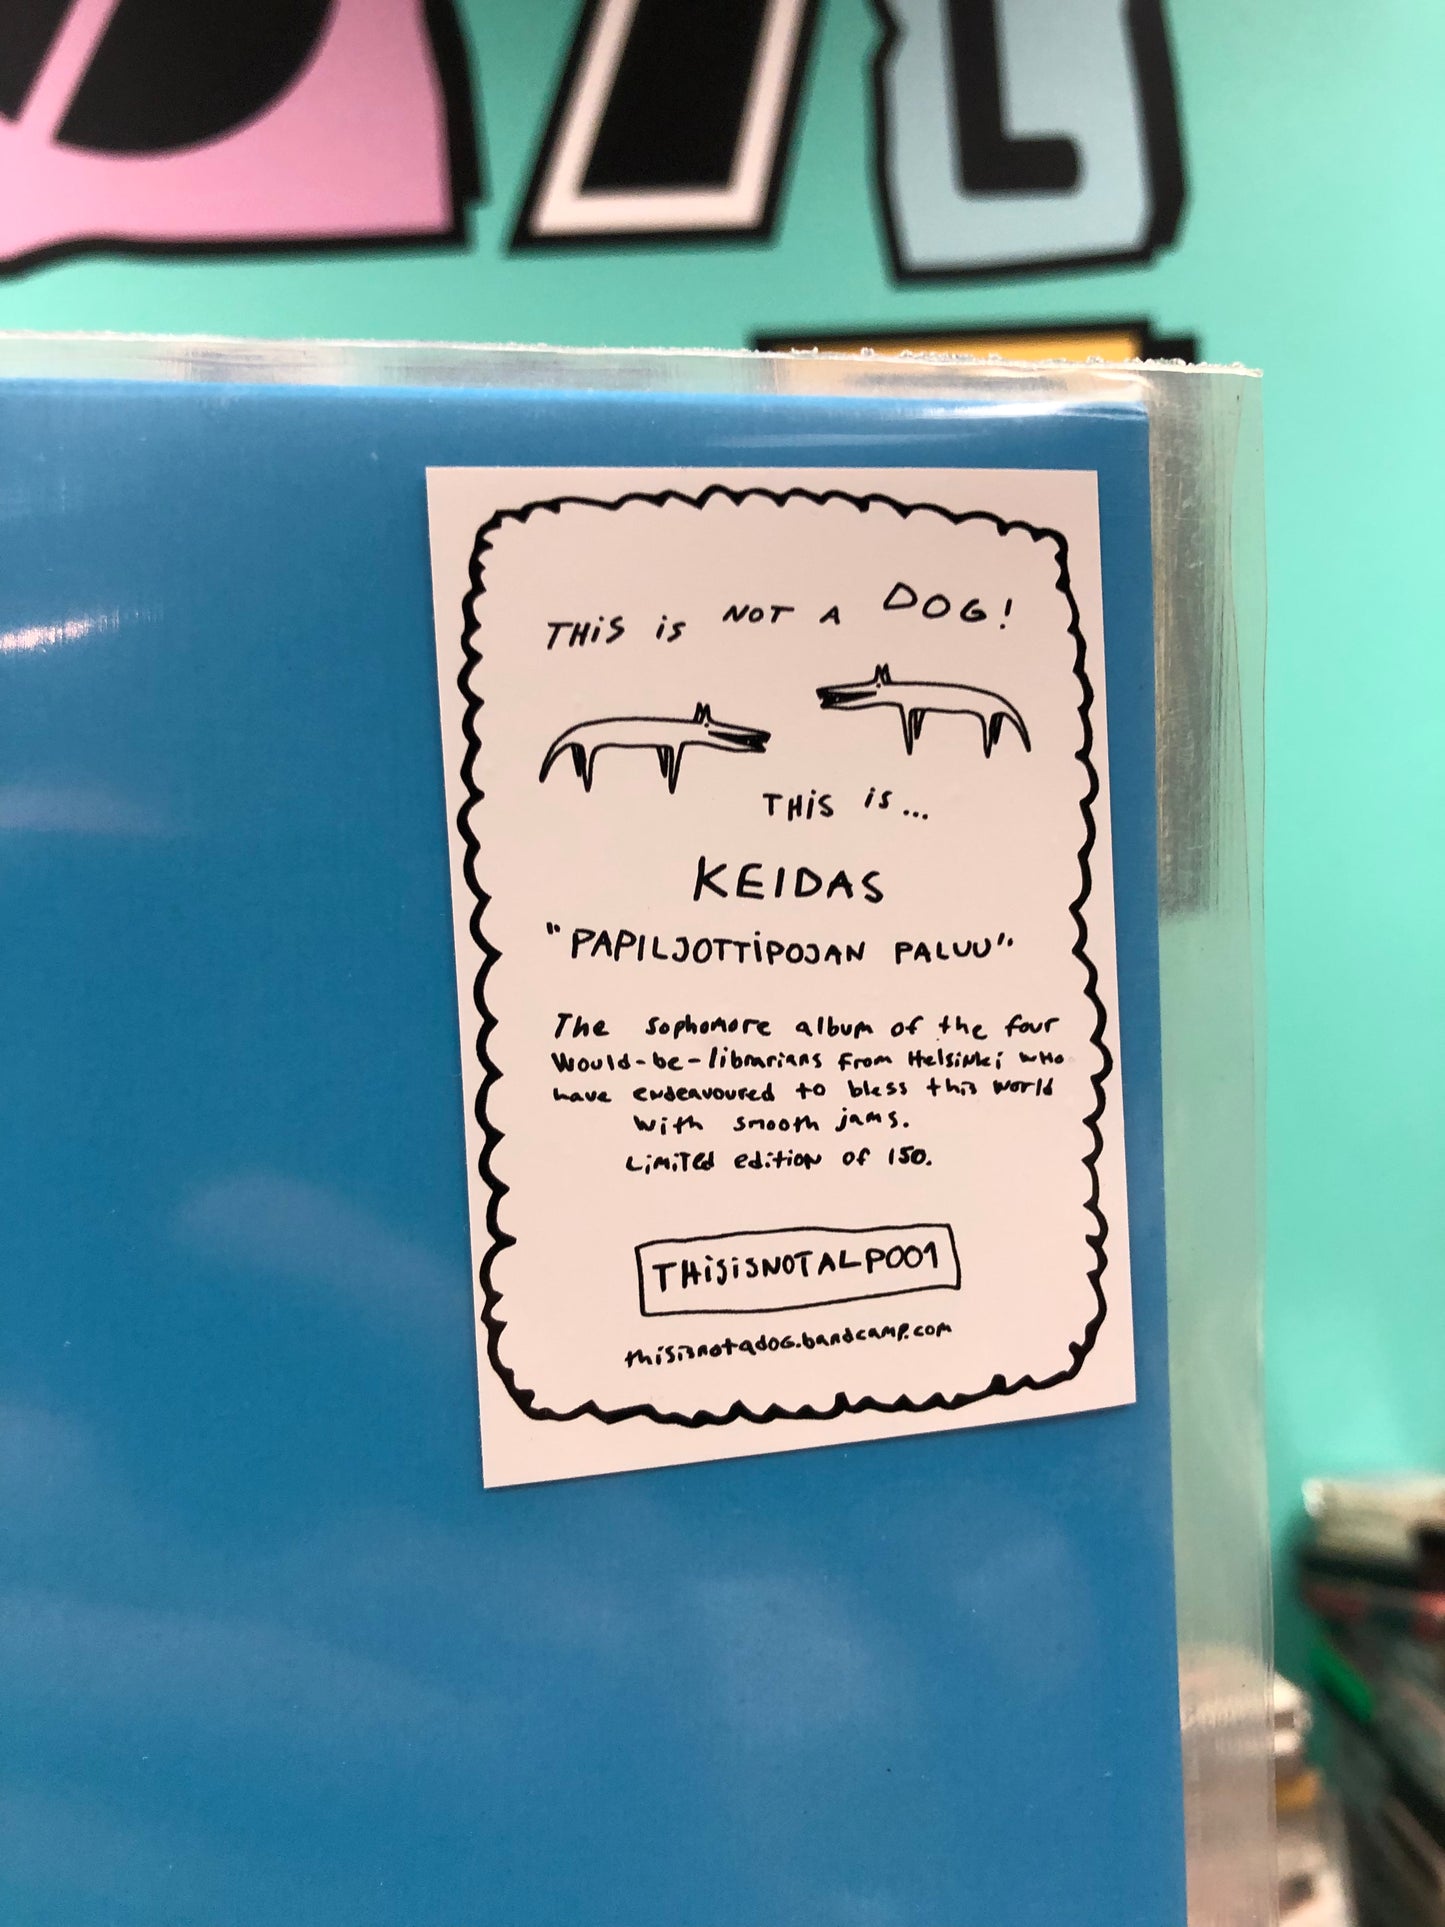 THiS iS NOT A DOG!
THiS iS...
KEIDAS
"PAPILJOTTiPOJAN PALUU"
The sophomore album of the four
would-be-librarians from Helsinki who
have endeavoured to bless this world
with smooth jams.
Limited edition of 150.
THiSiSNOTALP001
thisisnotadog.bandcamp.com